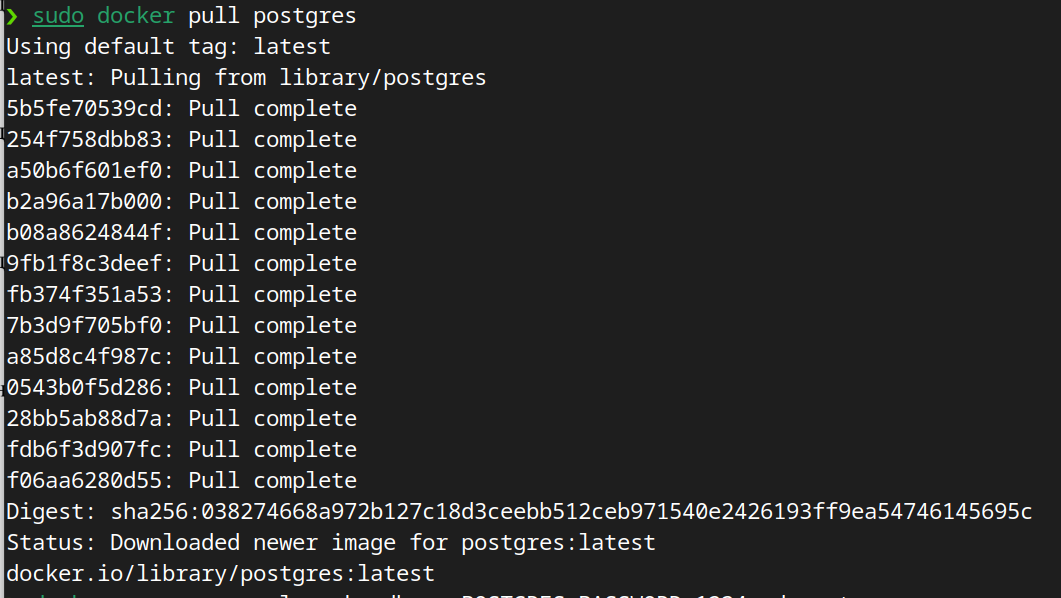 ❯ sudo docker pull postgres
Using default tag: latest
latest: Pulling from library/postgres
5b5fe70539cd: Pull complete
254f758dbb83: Pull complete
a50b6f601ef0: Pull complete
b2a96a17b000: Pull complete
b08a8624844f: Pull complete
9fb1f8c3deef: Pull complete
fb374f351a53: Pull complete
7b3d9f705bf0: Pull complete
a85d8c4f987c: Pull complete
0543b0f5d286: Pull complete
28bb5ab88d7a: Pull complete
fdb6f3d907fc: Pull complete
f06aa6280d55: Pull complete
Digest: sha256:038274668a972b127c18d3ceebb512ceb971540e2426193ff9ea54746145695c
Status: Downloaded newer image for postgres:latest
docker.io/library/postgres:latest